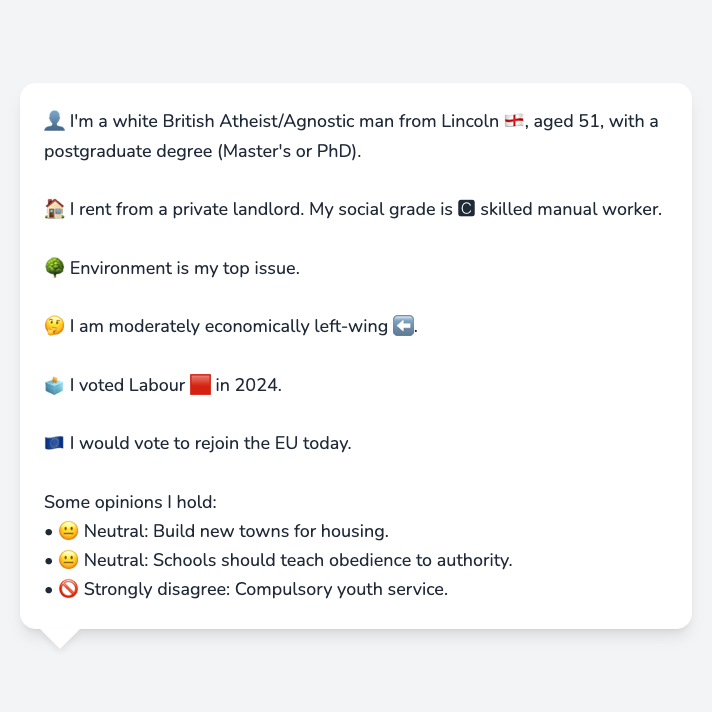 👤 I'm a white British Atheist/Agnostic man from Lincoln 🏴󠁧󠁢󠁥󠁮󠁧󠁿, aged 51, with a
postgraduate degree (Master's or PhD).
🏠 I rent from a private landlord. My social grade is 🅲 skilled manual worker.
🌳 Environment is my top issue.
🤔 I am moderately economically left-wing ⬅️.
🗳️ I voted Labour 🟥 in 2024.
🇪🇺 I would vote to rejoin the EU today.
Some opinions I hold:
• 😐 Neutral: Build new towns for housing.
• 😐 Neutral: Schools should teach obedience to authority.
• 🚫 Strongly disagree: Compulsory youth service.